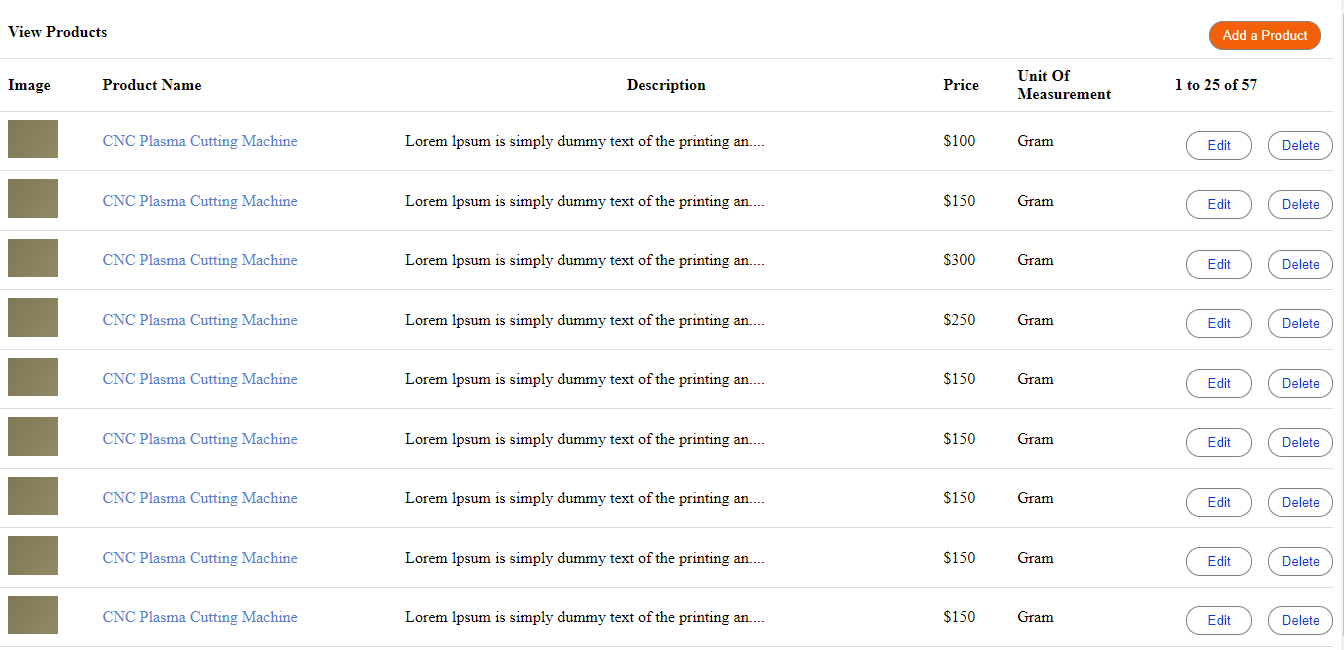 View Products
Add a Product
Image Product Name Description Price Unit Of Measurement 1 to 25 of 57
CNC Plasma Cutting Machine Lorem lpsum is simply dummy text of the printing an.... $100 Gram Edit Delete
CNC Plasma Cutting Machine Lorem lpsum is simply dummy text of the printing an.... $150 Gram Edit Delete
CNC Plasma Cutting Machine Lorem lpsum is simply dummy text of the printing an.... $300 Gram Edit Delete
CNC Plasma Cutting Machine Lorem lpsum is simply dummy text of the printing an.... $250 Gram Edit Delete
CNC Plasma Cutting Machine Lorem lpsum is simply dummy text of the printing an.... $150 Gram Edit Delete
CNC Plasma Cutting Machine Lorem lpsum is simply dummy text of the printing an.... $150 Gram Edit Delete
CNC Plasma Cutting Machine Lorem lpsum is simply dummy text of the printing an.... $150 Gram Edit Delete
CNC Plasma Cutting Machine Lorem lpsum is simply dummy text of the printing an.... $150 Gram Edit Delete
CNC Plasma Cutting Machine Lorem lpsum is simply dummy text of the printing an.... $150 Gram Edit Delete